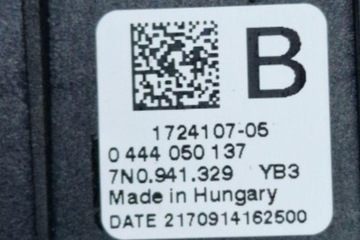 B
1724107-05
0 444 050 137
7N0.941.329 YB3
Made in Hungary
DATE 2170914162500